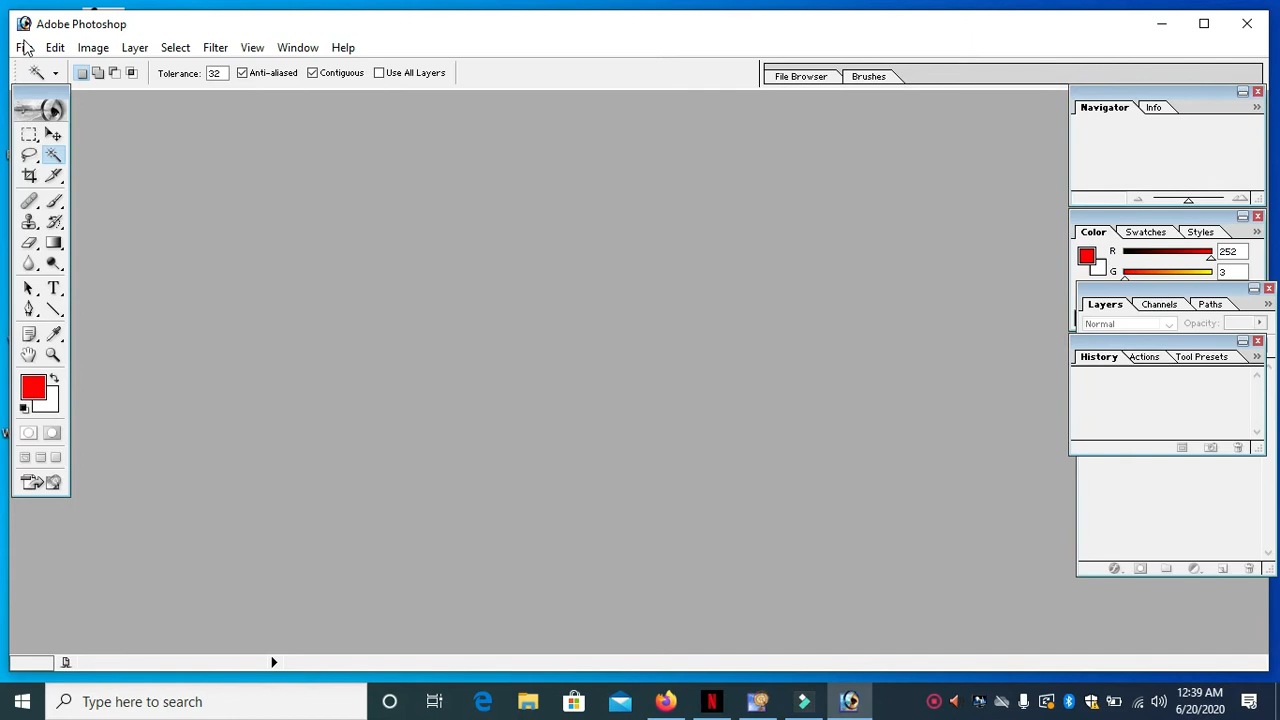 Adobe Photoshop
Edit Image Layer Select Filter View Window Help
Tolerance: 32 Anti-aliased Contiguous Use All Layers
File Browser Brushes
Navigator Info
Color Swatches Styles
R 252
G 3
Layers Channels Paths
Normal Opacity:
History Actions Tool Presets
Type here to search
12:39 AM
6/20/2020